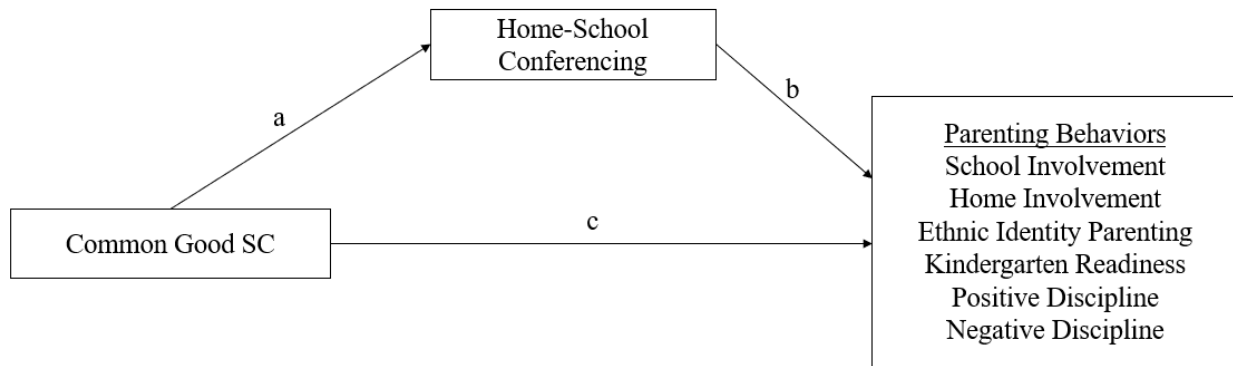 Home-School
Conferencing
a
b
Parenting Behaviors
School Involvement
Home Involvement
Ethnic Identity Parenting
Kindergarten Readiness
Positive Discipline
Negative Discipline
Common Good SC
c